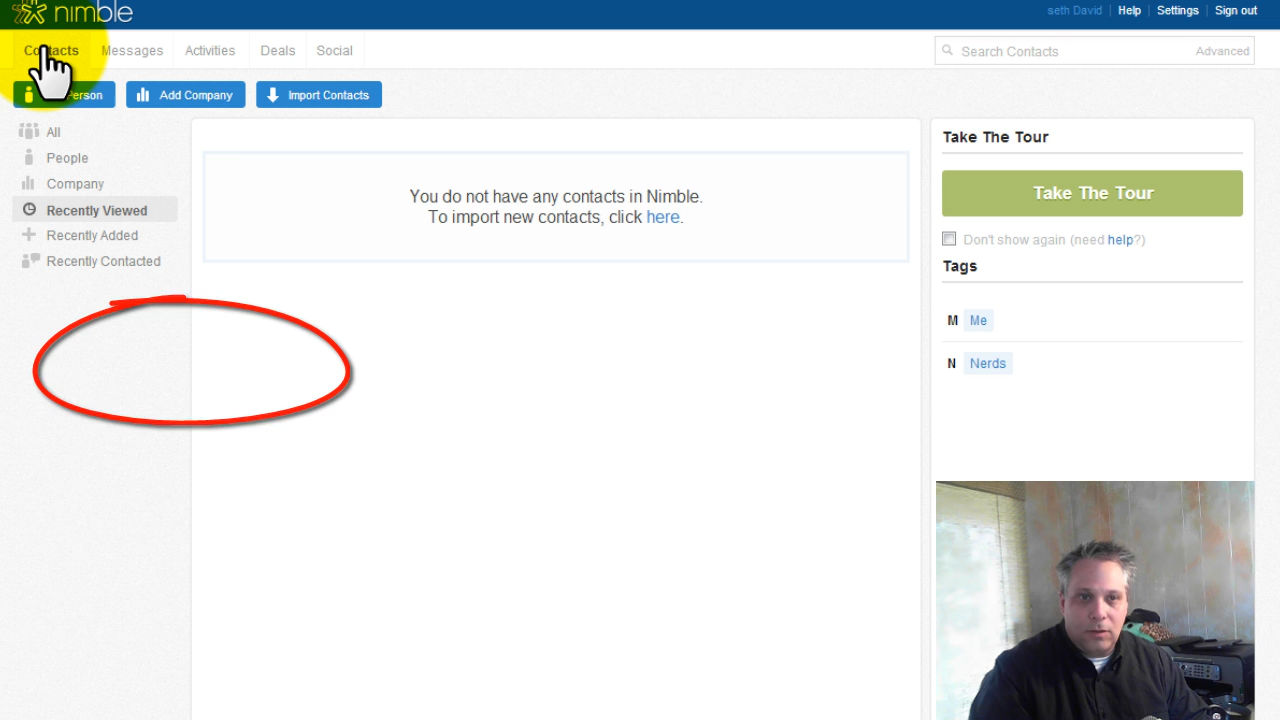 nimble
seth David | Help | Settings | Sign out
Contacts Messages Activities Deals Social
Search Contacts Advanced
Person Add Company Import Contacts
All
People
Company
Recently Viewed
Recently Added
Recently Contacted
You do not have any contacts in Nimble.
To import new contacts, click here.
Take The Tour
Take The Tour
Don't show again (need help?)
Tags
M Me
N Nerds